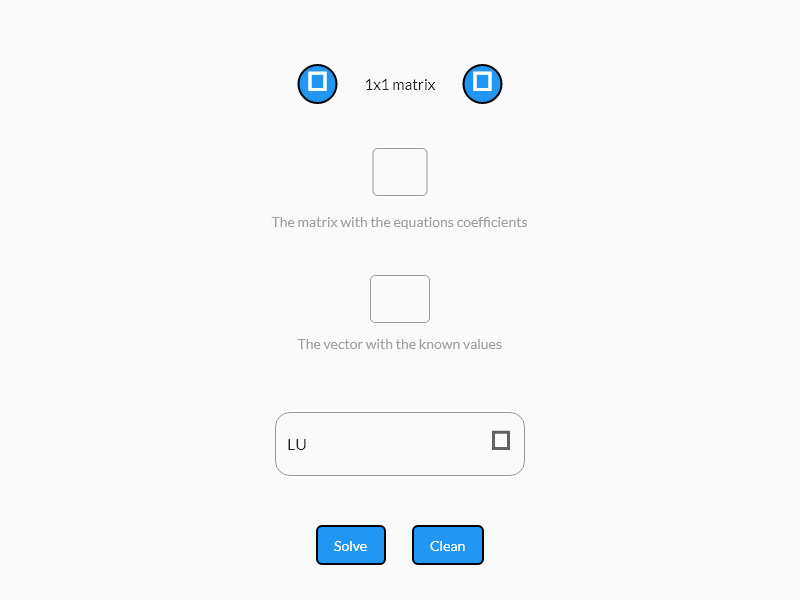 1x1 matrix
The matrix with the equations coefficients
The vector with the known values
LU
Solve
Clean